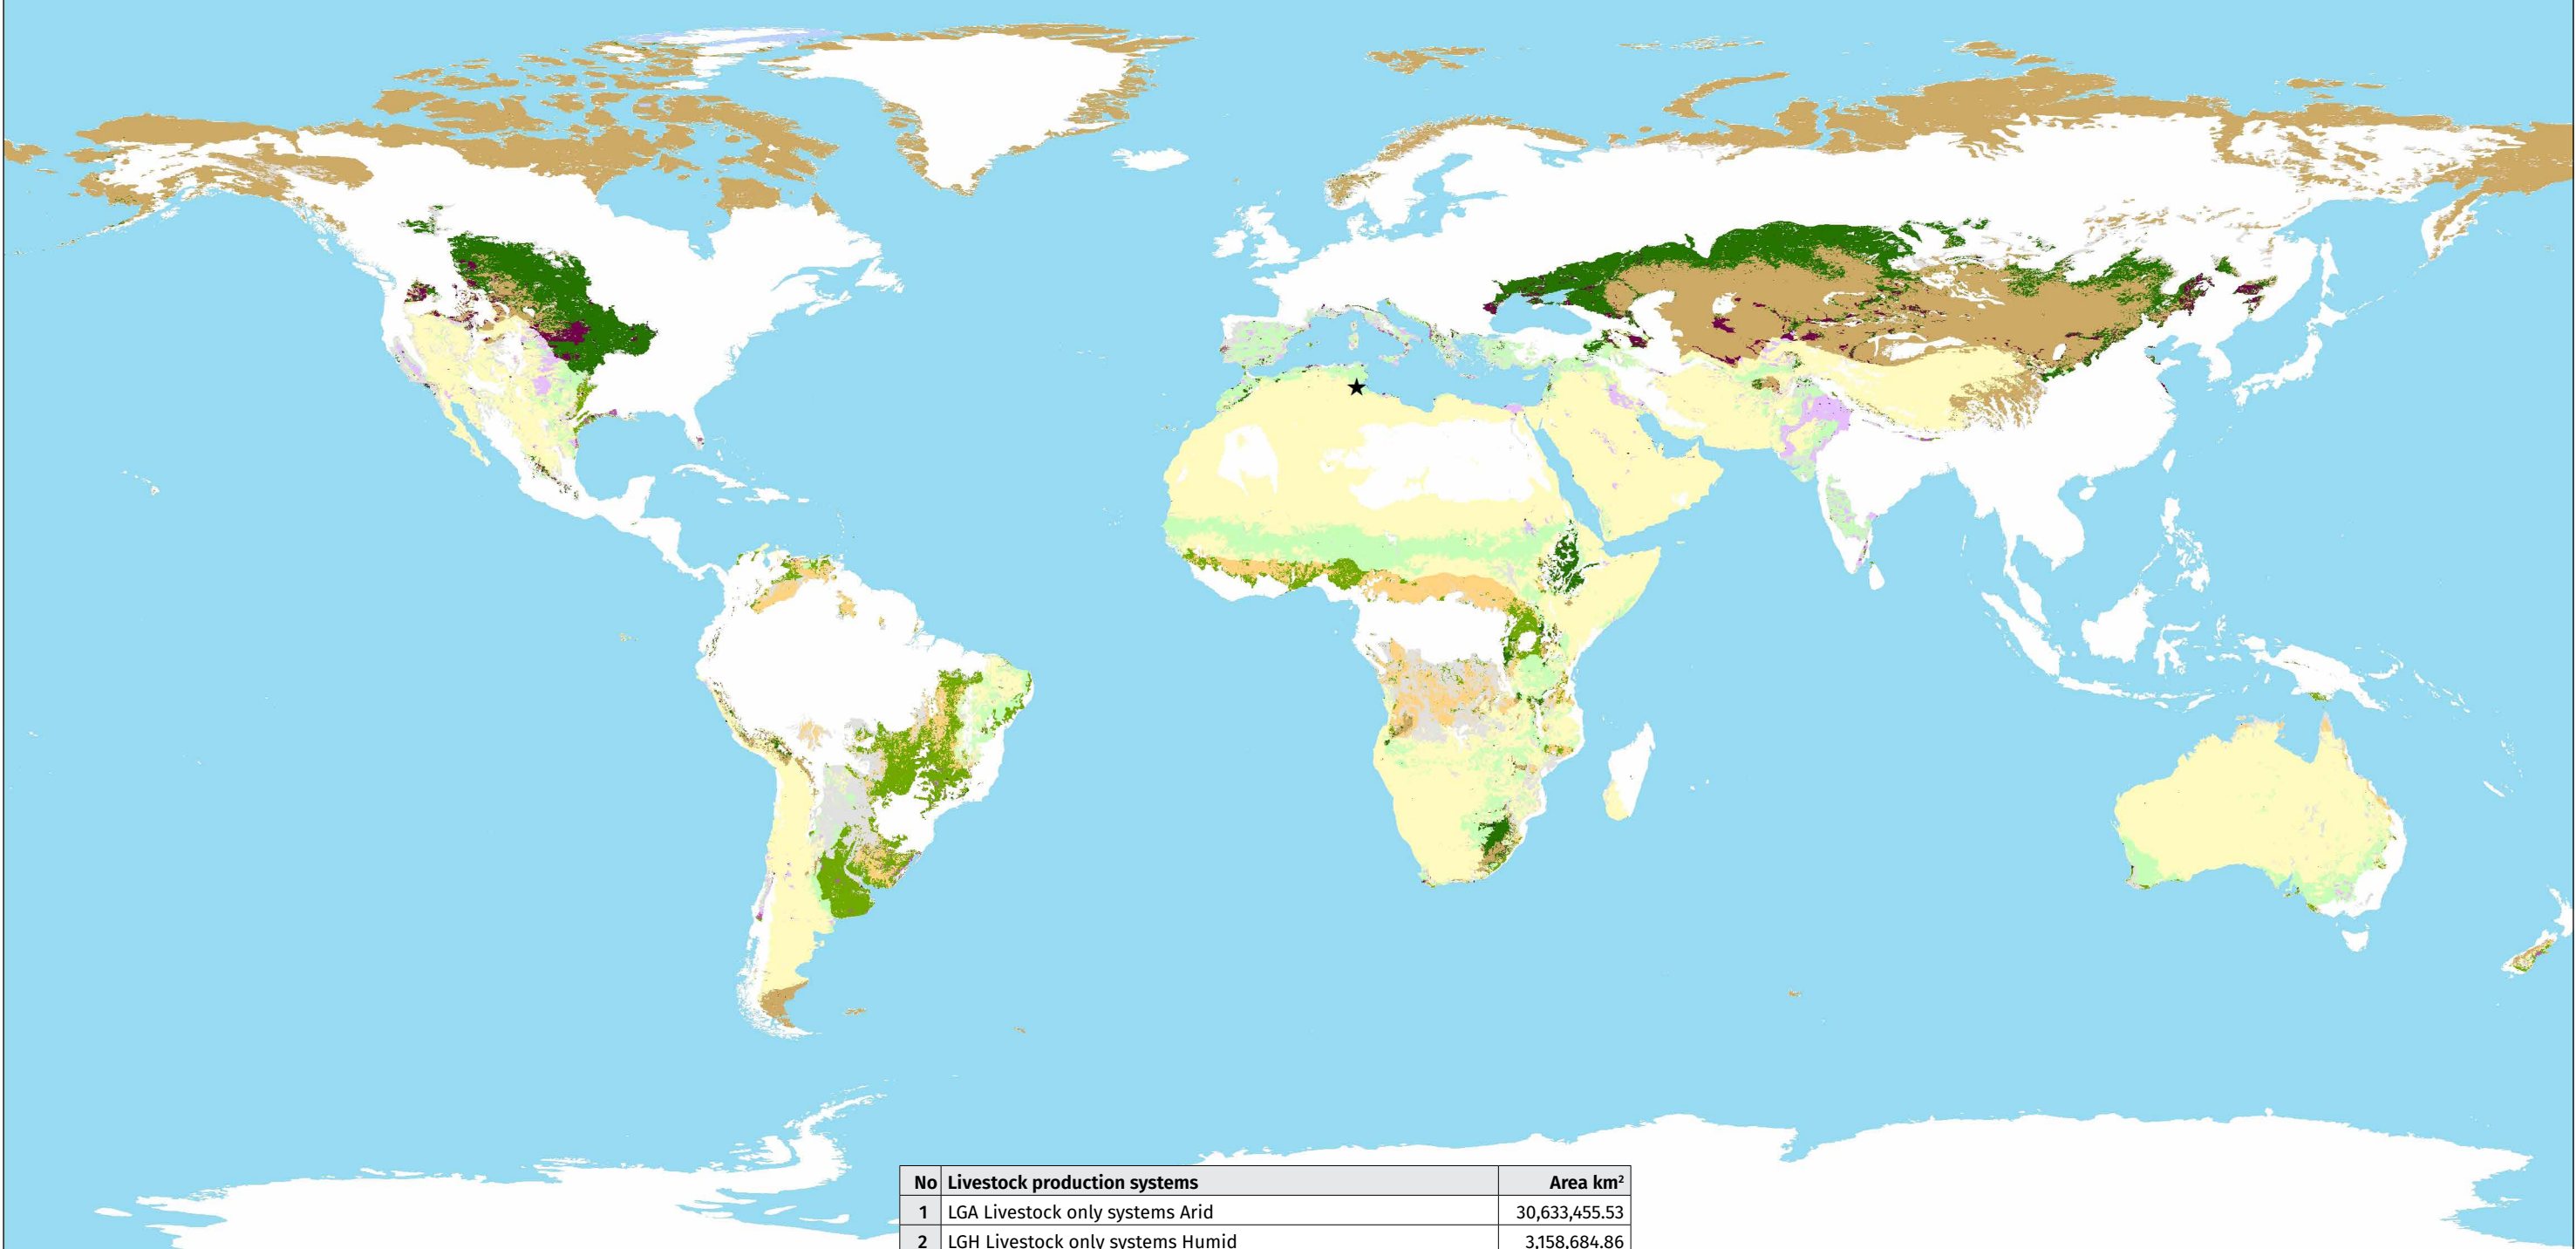 No Livestock production systems Area km²
1 LGA Livestock only systems Arid 30,633,455.53
2 LGH Livestock only systems Humid 3,158,684.86